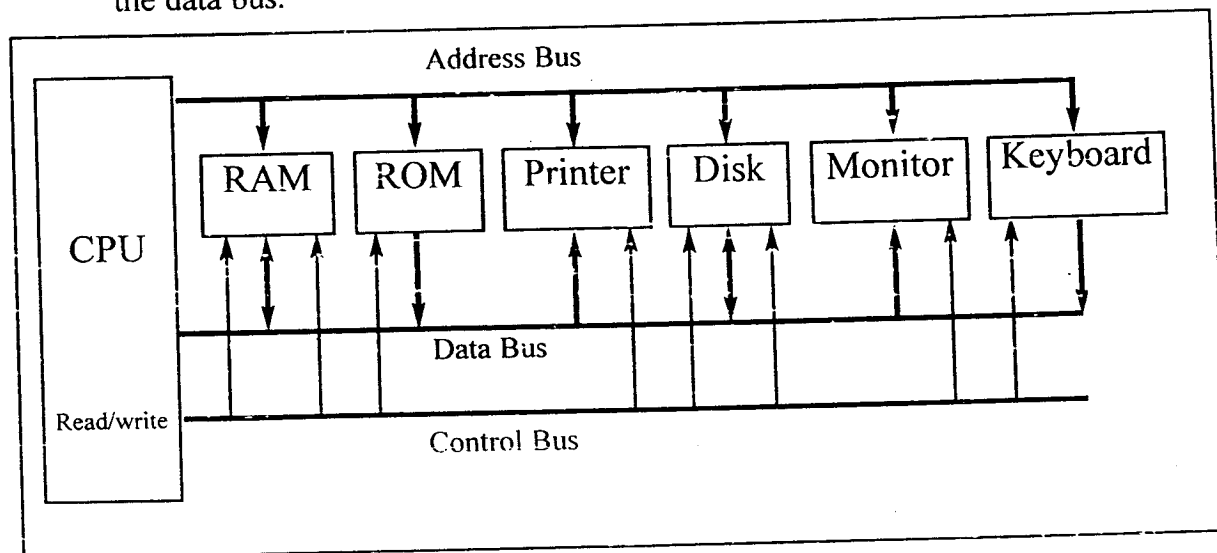 the data bus.
Address Bus
RAM ROM Printer Disk Monitor Keyboard
CPU
Data Bus
Read/write
Control Bus